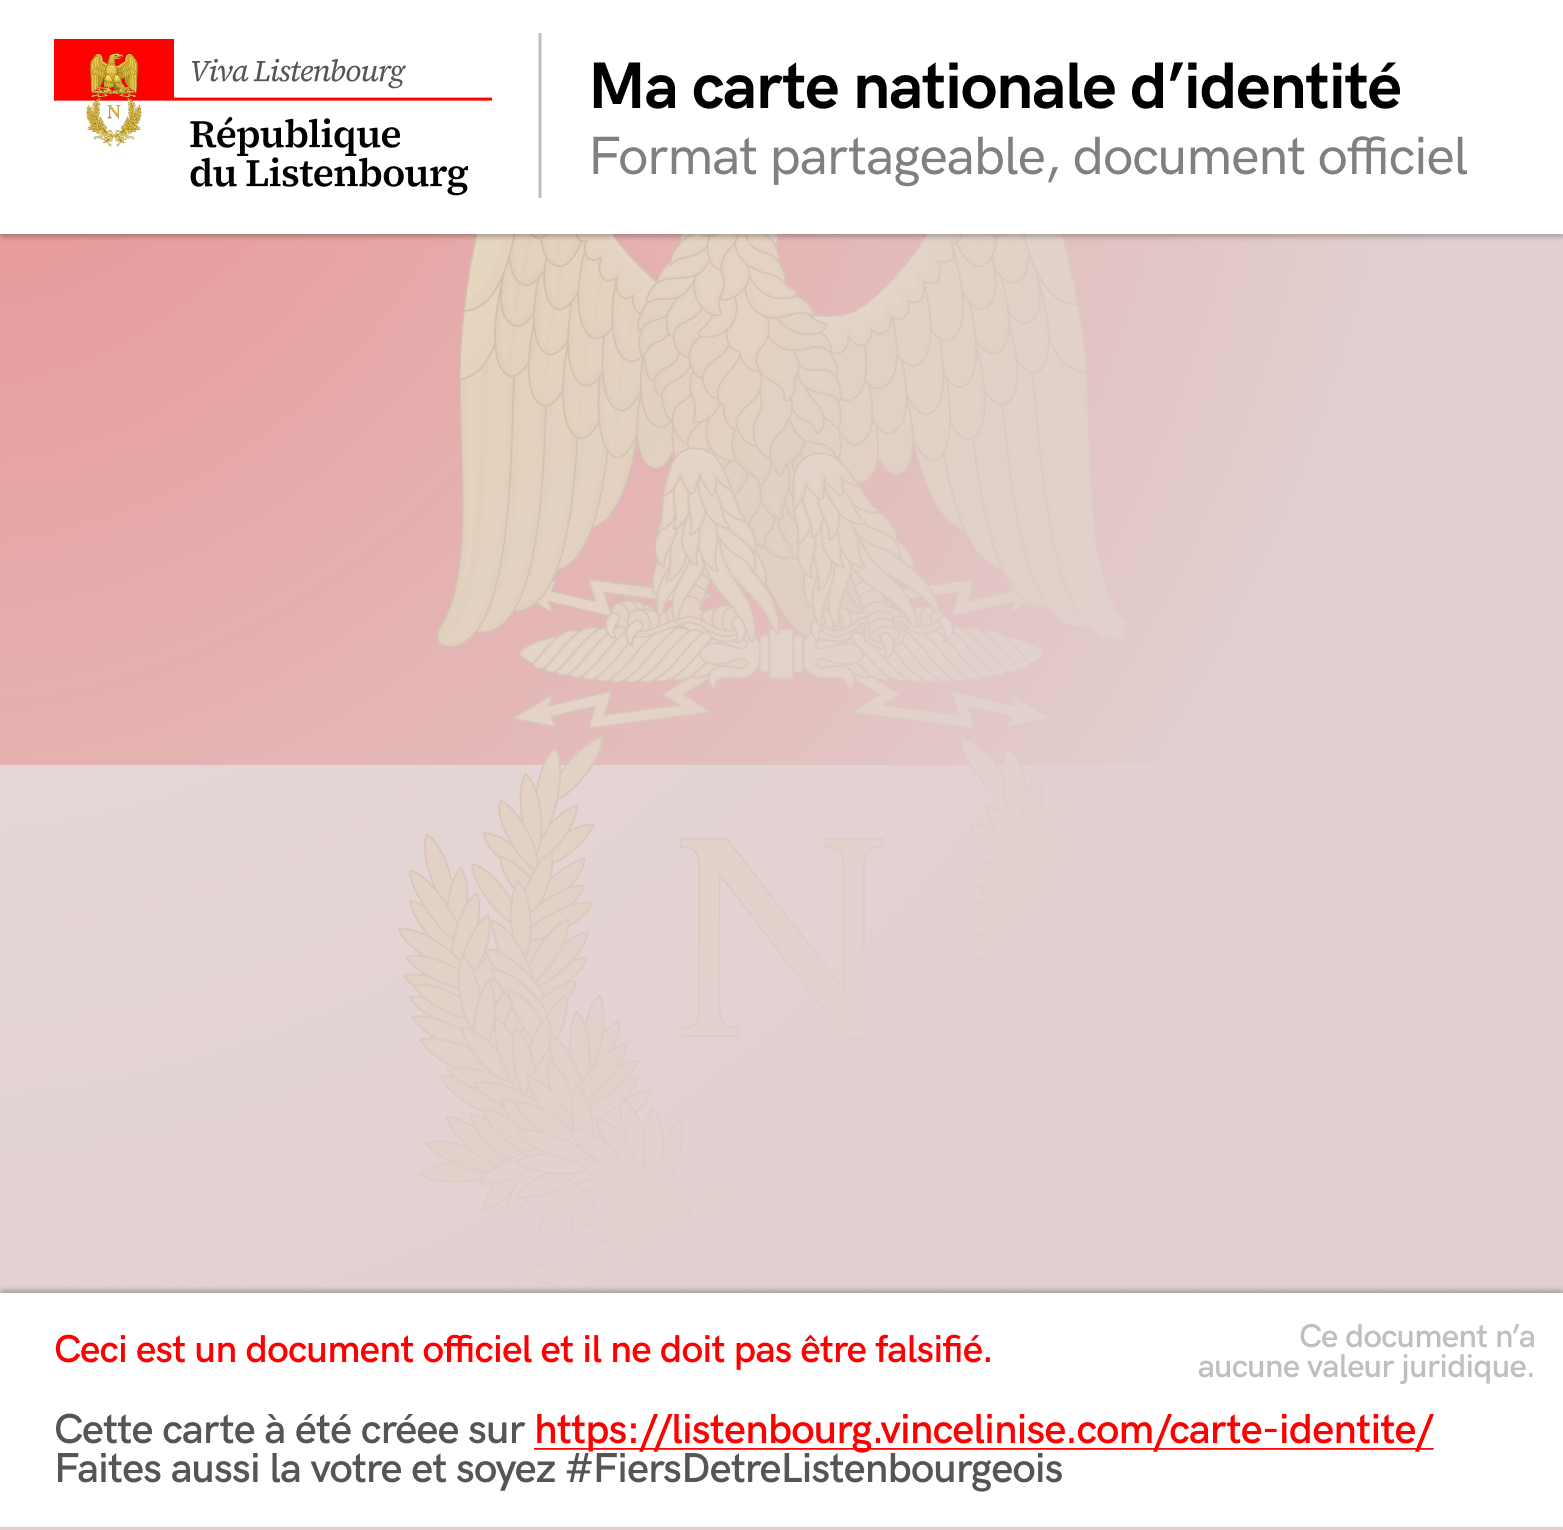 Viva Listenbourg
République
du Listenbourg
Ma carte nationale d’identité
Format partageable, document officiel
N
N
Ceci est un document officiel et il ne doit pas être falsifié.
Ce document n’a
aucune valeur juridique.
Cette carte à été créee sur https://listenbourg.vincelinise.com/carte-identite/
Faites aussi la votre et soyez #FiersDetreListenbourgeois